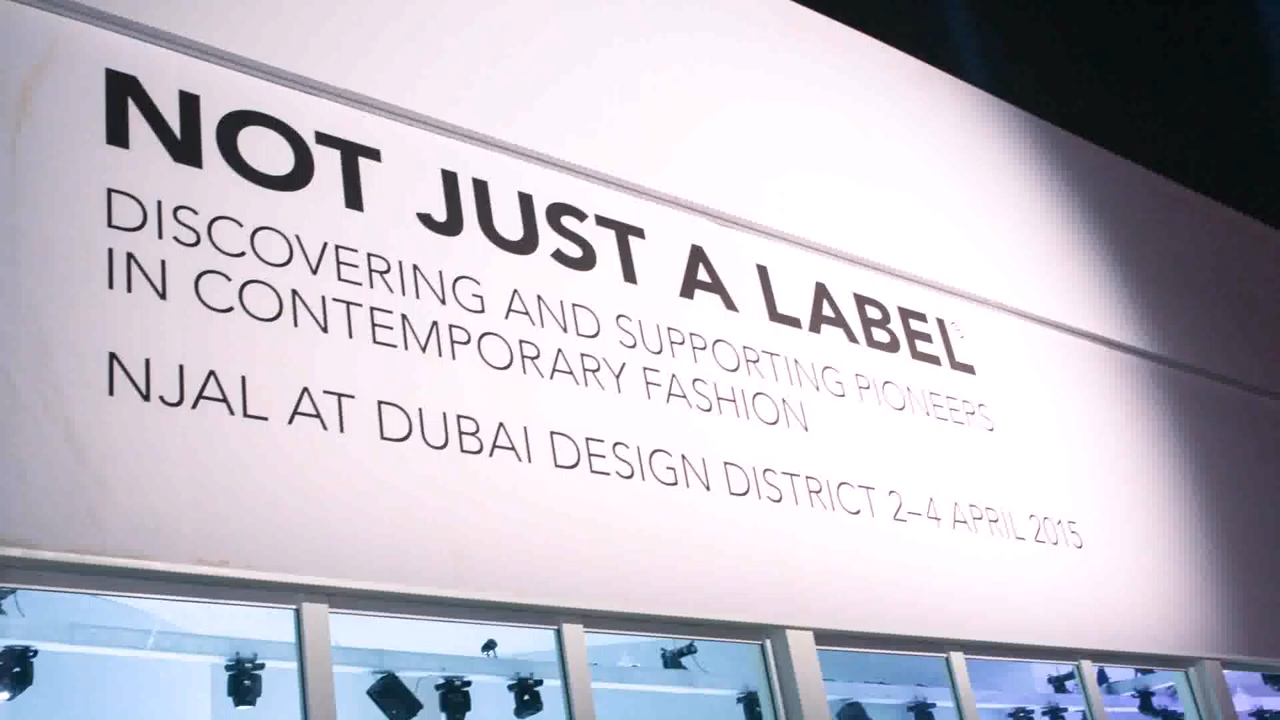 NOT JUST A LABEL
DISCOVERING AND SUPPORTING PIONEERS
IN CONTEMPORARY FASHION
NJAL AT DUBAI DESIGN DISTRICT 2–4 APRIL 2015